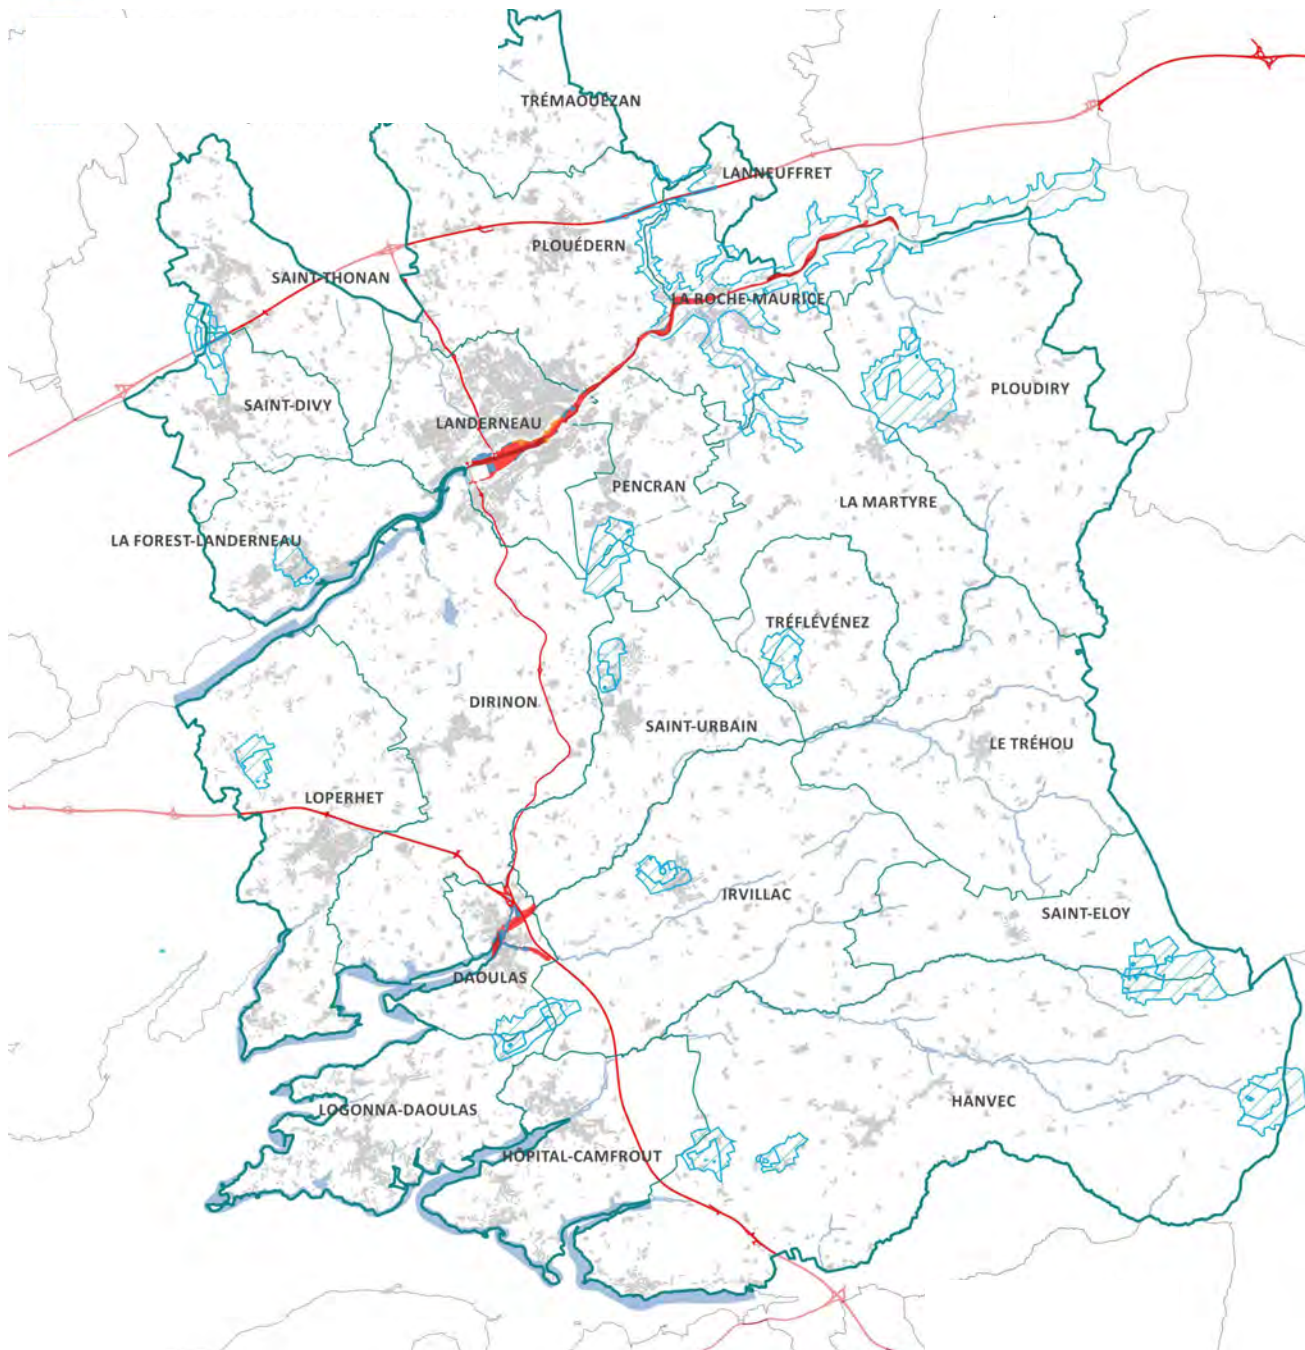 TRÉMAOUÉZAN
LANNEUFFRET
PLOUÉDERN
SAINT-THONAN
LA ROCHE-MAURICE
PLOUDIRY
SAINT-DIVY
LANDERNEAU
PENCRAN
LA MARTYRE
LA FOREST-LANDERNEAU
TRÉFLÉVÉNEZ
DIRINON
SAINT-URBAIN
LE TRÉHOU
LOPERHET
IRVILLAC
SAINT-ELOY
DAOULAS
HANVEC
LOGONNA-DAOULAS
HÔPITAL-CAMFROUT